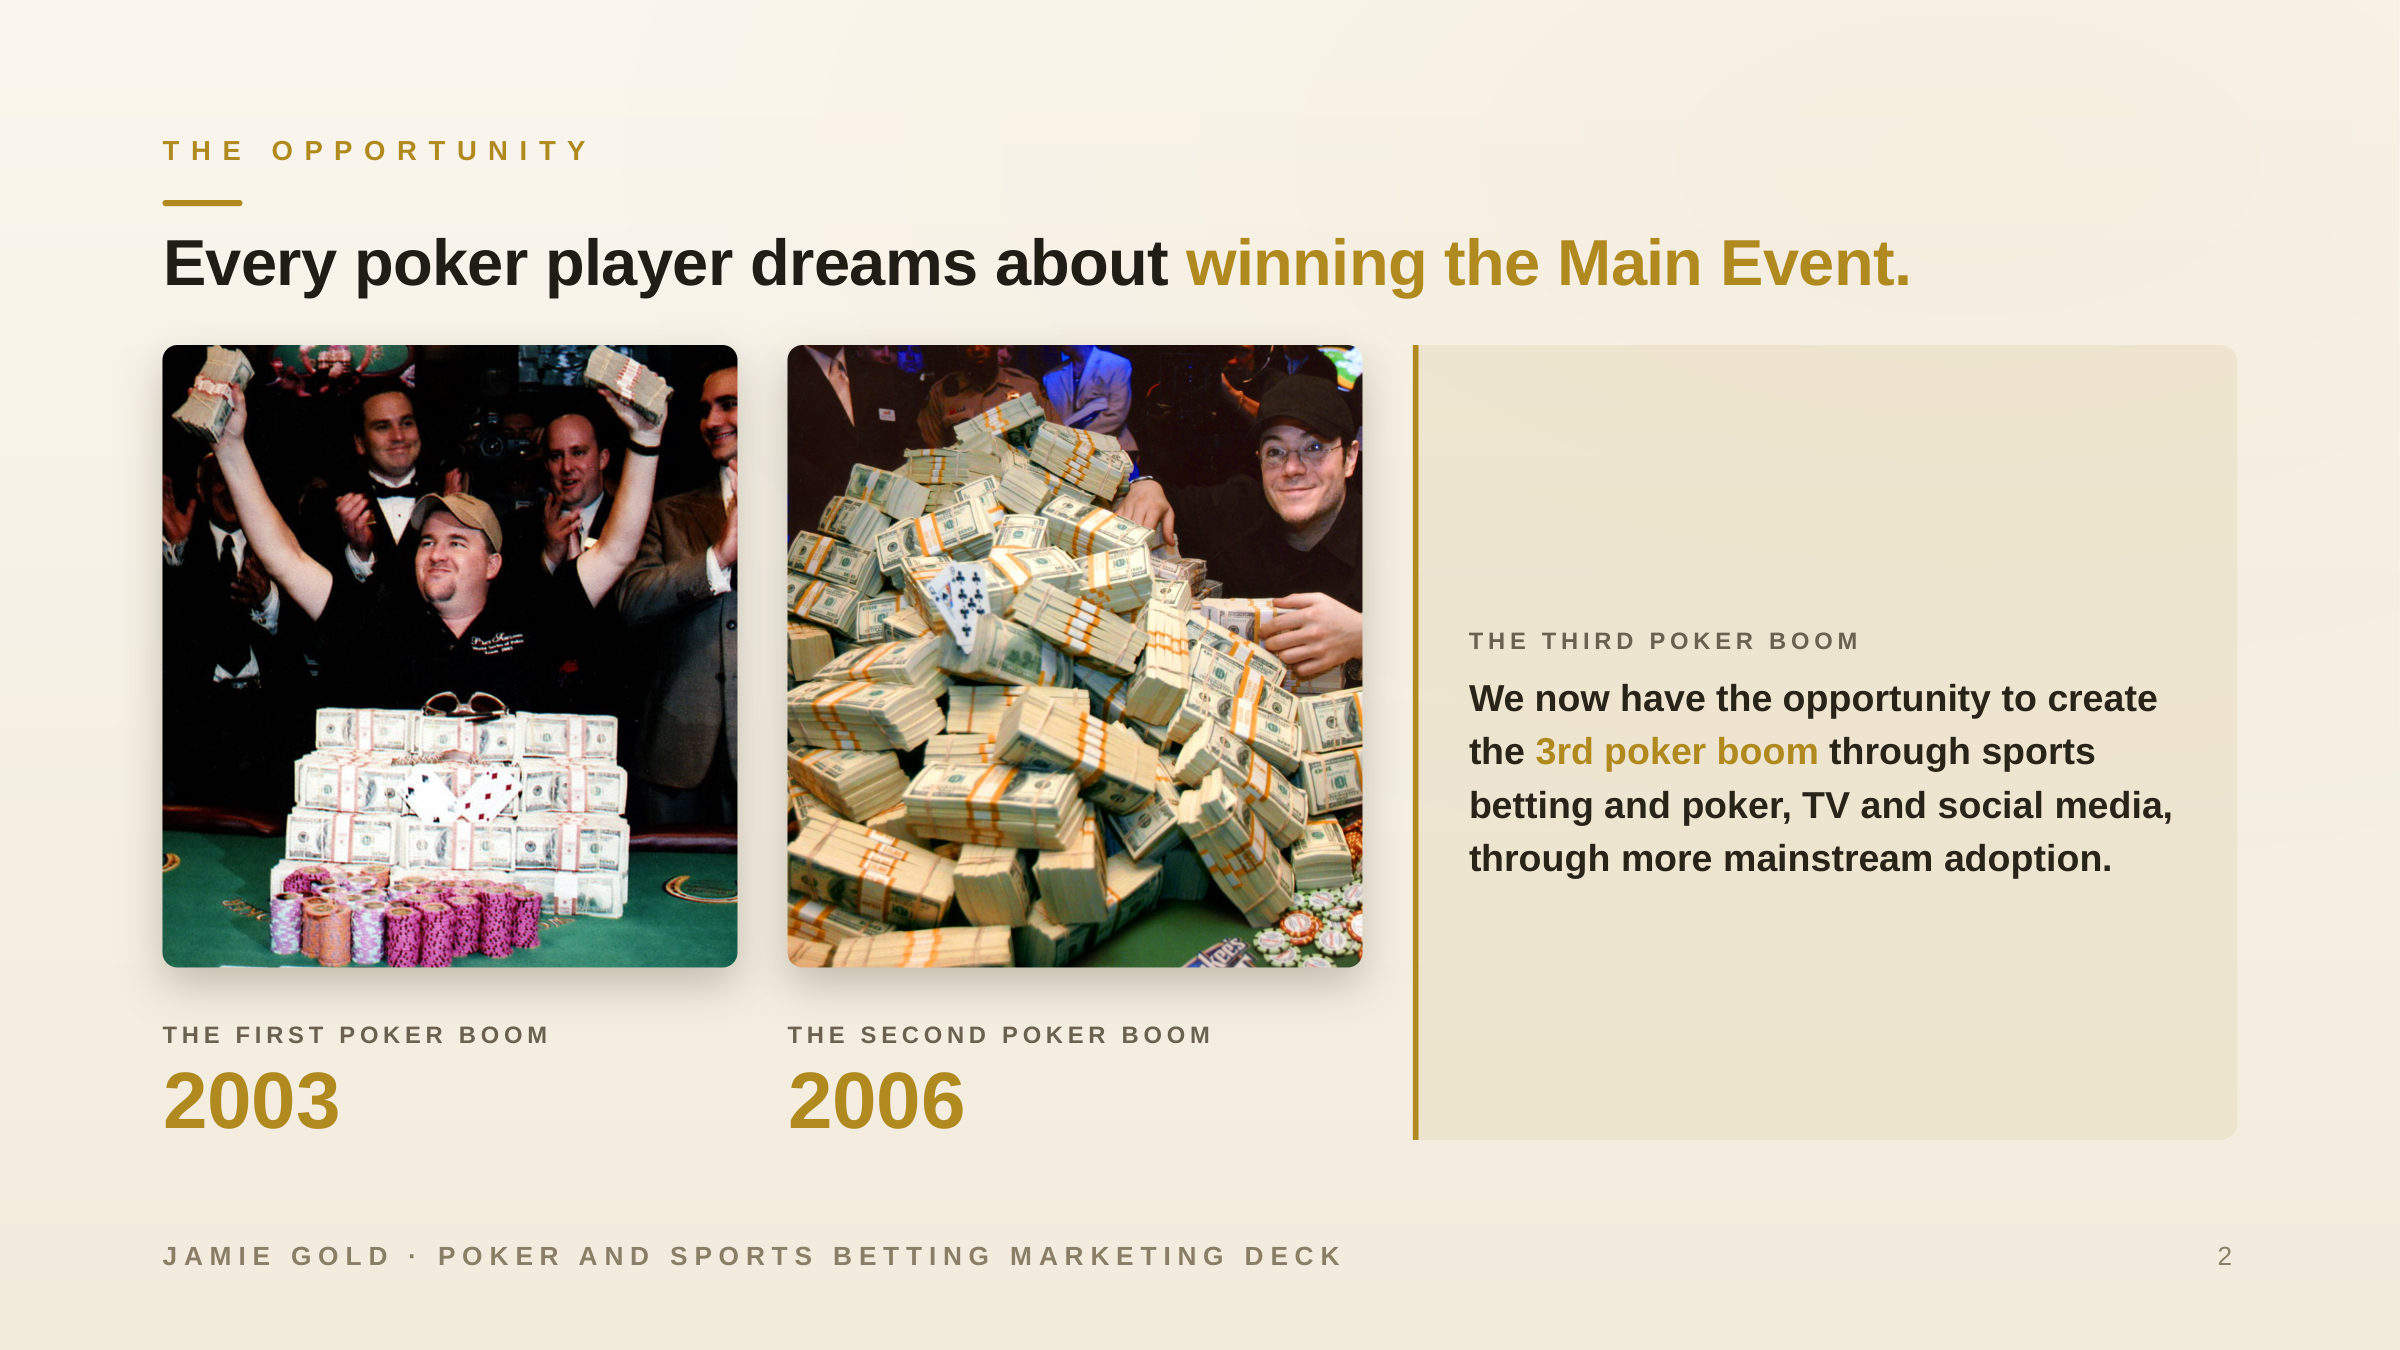 THE OPPORTUNITY
Every poker player dreams about winning the Main Event.
THE FIRST POKER BOOM
2003
THE SECOND POKER BOOM
2006
THE THIRD POKER BOOM
We now have the opportunity to create
the 3rd poker boom through sports
betting and poker, TV and social media,
through more mainstream adoption.
JAMIE GOLD · POKER AND SPORTS BETTING MARKETING DECK
2